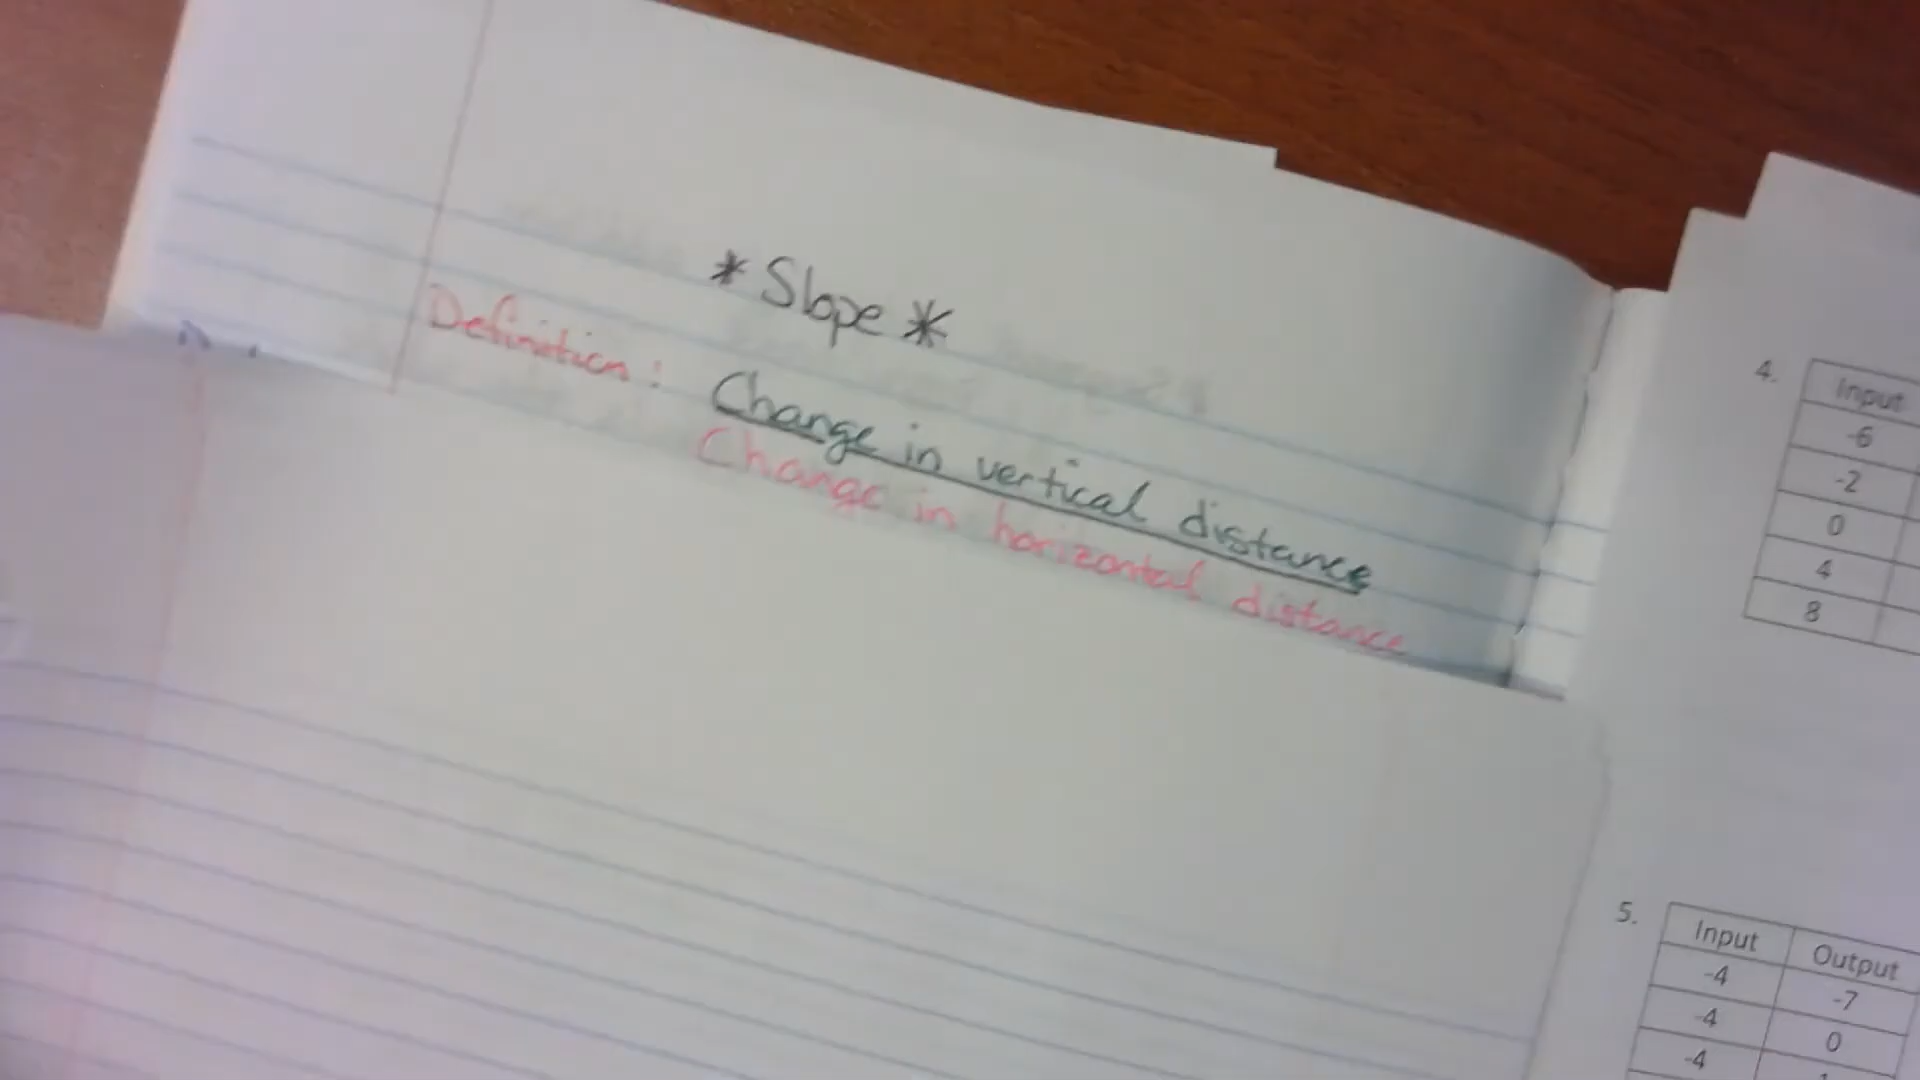 * Slope *
Definition: Change in vertical distance
Change in horizontal distance
4.
Input
-6
-2
0
4
8
5.
Input Output
-4 -7
-4 0
-4